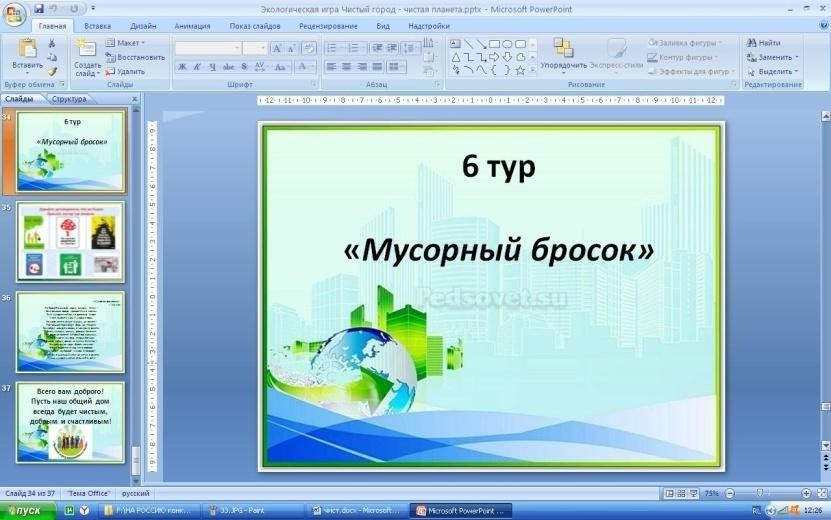 Экологическая игра Чистый город - чистая планета.pptx - Microsoft PowerPoint
Главная Вставка Дизайн Анимация Показ слайдов Рецензирование Вид Надстройки
Вставить
Создать слайд
Макет
Восстановить
Удалить
Упорядочить
Экспресс-стили
Заливка фигуры
Контур фигуры
Эффекты для фигур
Найти
Заменить
Выделить
Буфер обмена Слайды Шрифт Абзац Рисование Редактирование
Слайды Структура
34
6 тур
«Мусорный бросок»
35
36
37
Всего вам доброго!
Пусть наш общий дом
всегда будет чистым,
добрым и счастливым!
6 тур
«Мусорный бросок»
Pedsovet.su
Слайд 34 из 37 "Тема Office" русский 75%
пуск F:\НА РОССИЮ конк... 33.JPG - Paint чист.docx - Microsoft... Microsoft PowerPoint ... RU 12:26